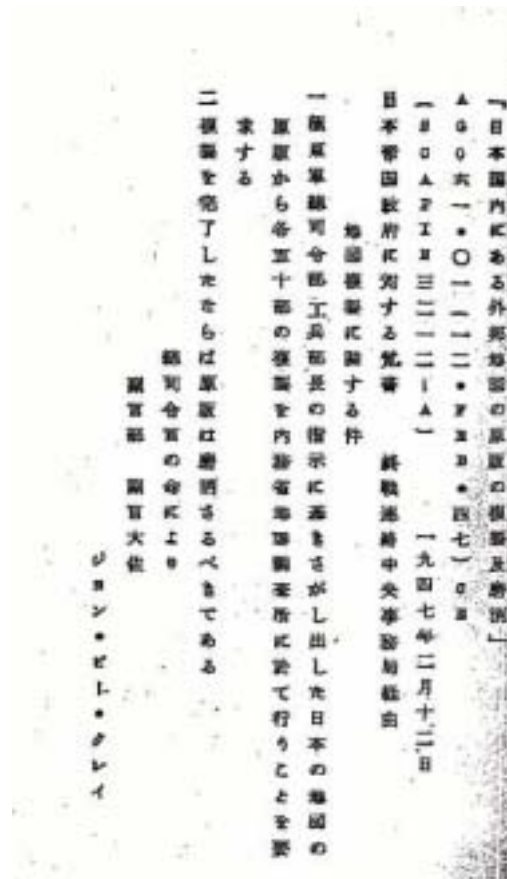 「日本国内にある外邦地図の原版の複製及磨消」
AG〇六一・〇一(一二・FEB・四七)GE
(SCAPIN三二一二ーA) 一九四七年二月十二日
日本帝国政府に対する覚書 終戦連絡中央事務局経由
地図複製に関する件
一極東軍総司令部工兵部長の指示に基きさがし出した日本の地図の
原版から各五十部の複製を内務省地理調査所に於て行うことを要
求する
二複製を完了したならば原版は磨消さるべきである
総司令官の命により
副官部 副官大佐
ジョン・ビー・クレイ